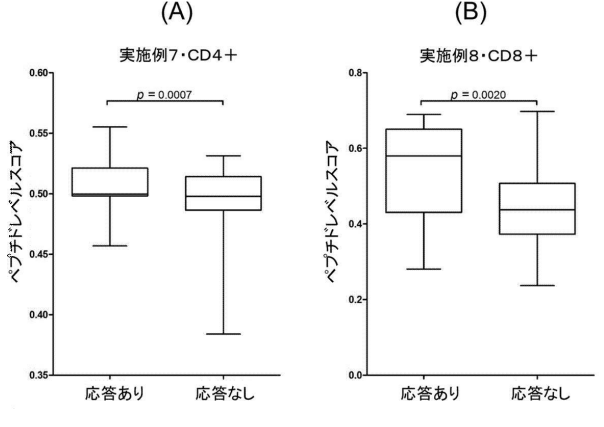 (A)
実施例7・CD4＋
p = 0.0007
ペプチドレベルスコア
0.60
0.55
0.50
0.45
0.40
0.35
応答あり
応答なし
(B)
実施例8・CD8＋
p = 0.0020
ペプチドレベルスコア
0.8
0.6
0.4
0.2
0.0
応答あり
応答なし